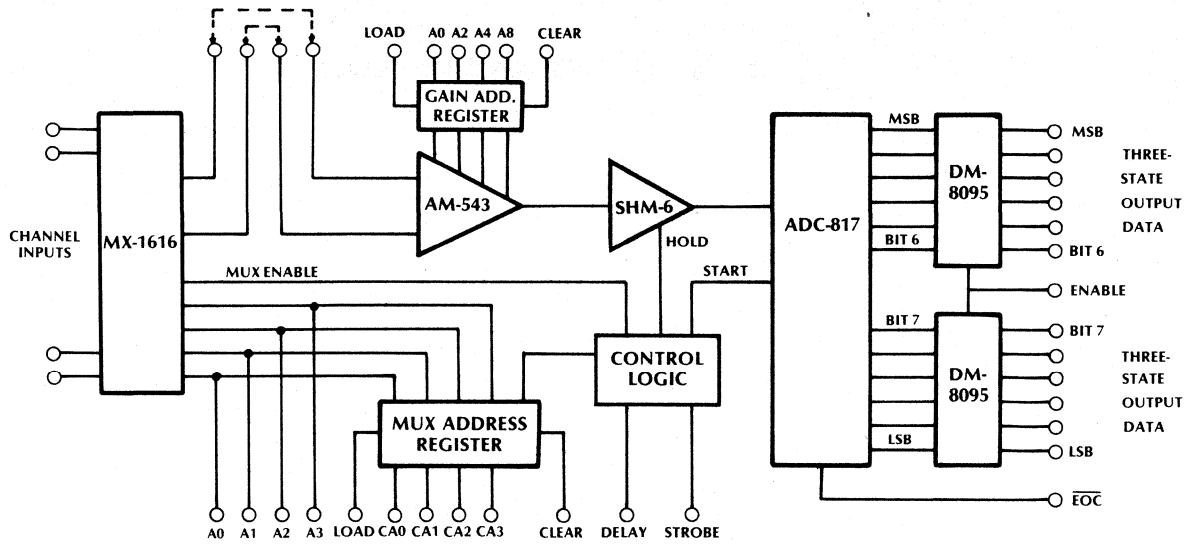 LOAD A0 A2 A4 A8 CLEAR
GAIN ADD.
REGISTER
CHANNEL
INPUTS
MX-1616
AM-543
SHM-6
HOLD
MUX ENABLE
START
CONTROL
LOGIC
MUX ADDRESS
REGISTER
ADC-817
MSB
BIT 6
BIT 7
LSB
DM-
8095
DM-
8095
MSB
THREE-
STATE
OUTPUT
DATA
BIT 6
ENABLE
BIT 7
THREE-
STATE
OUTPUT
DATA
LSB
EOC
A0 A1 A2 A3 LOAD CA0 CA1 CA2 CA3 CLEAR DELAY STROBE